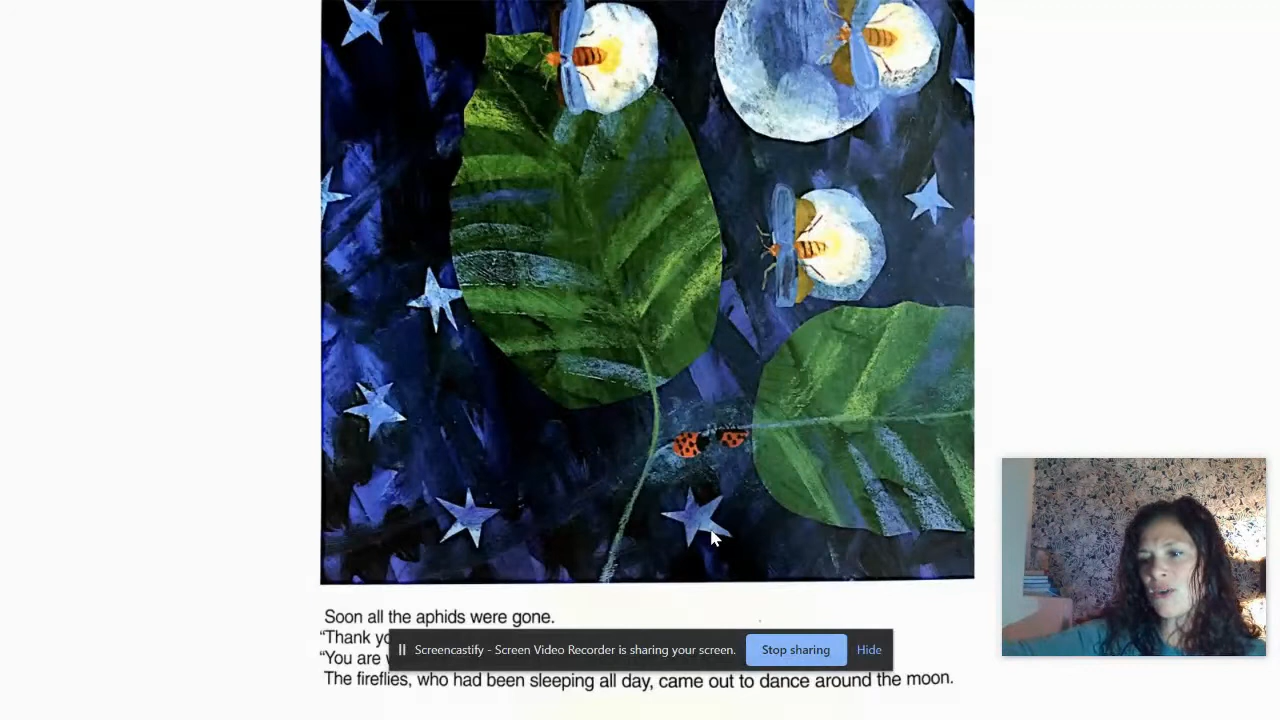 Soon all the aphids were gone.
“Thank
“You are
Screencastify - Screen Video Recorder is sharing your screen.
Stop sharing
Hide
The fireflies, who had been sleeping all day, came out to dance around the moon.